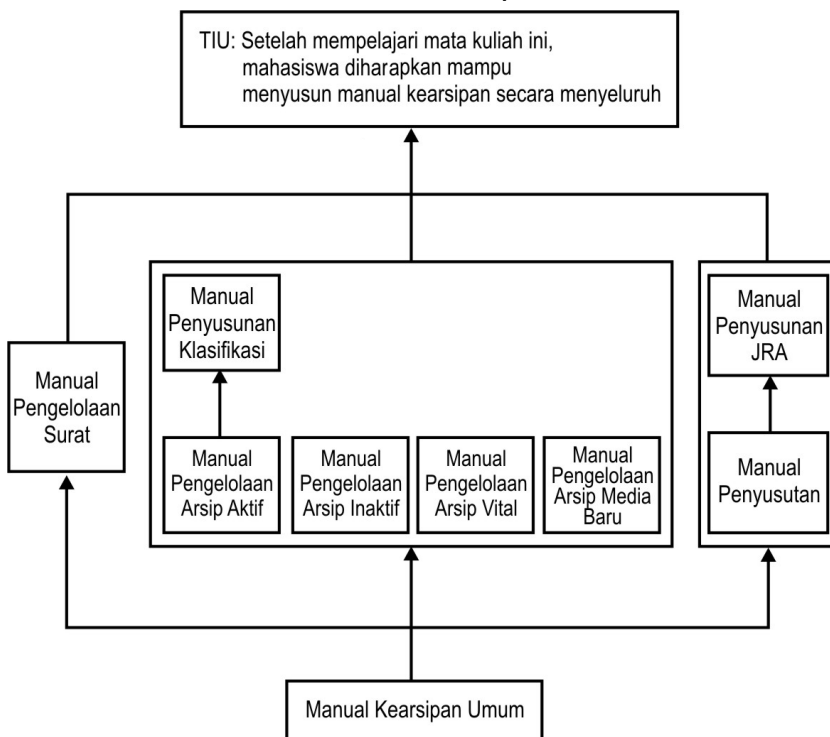 TIU: Setelah mempelajari mata kuliah ini,
mahasiswa diharapkan mampu
menyusun manual kearsipan secara menyeluruh
Manual
Pengelolaan
Surat
Manual
Penyusunan
Klasifikasi
Manual
Pengelolaan
Arsip Aktif
Manual
Pengelolaan
Arsip Inaktif
Manual
Pengelolaan
Arsip Vital
Manual
Pengelolaan
Arsip Media
Baru
Manual
Penyusunan
JRA
Manual
Penyusutan
Manual Kearsipan Umum